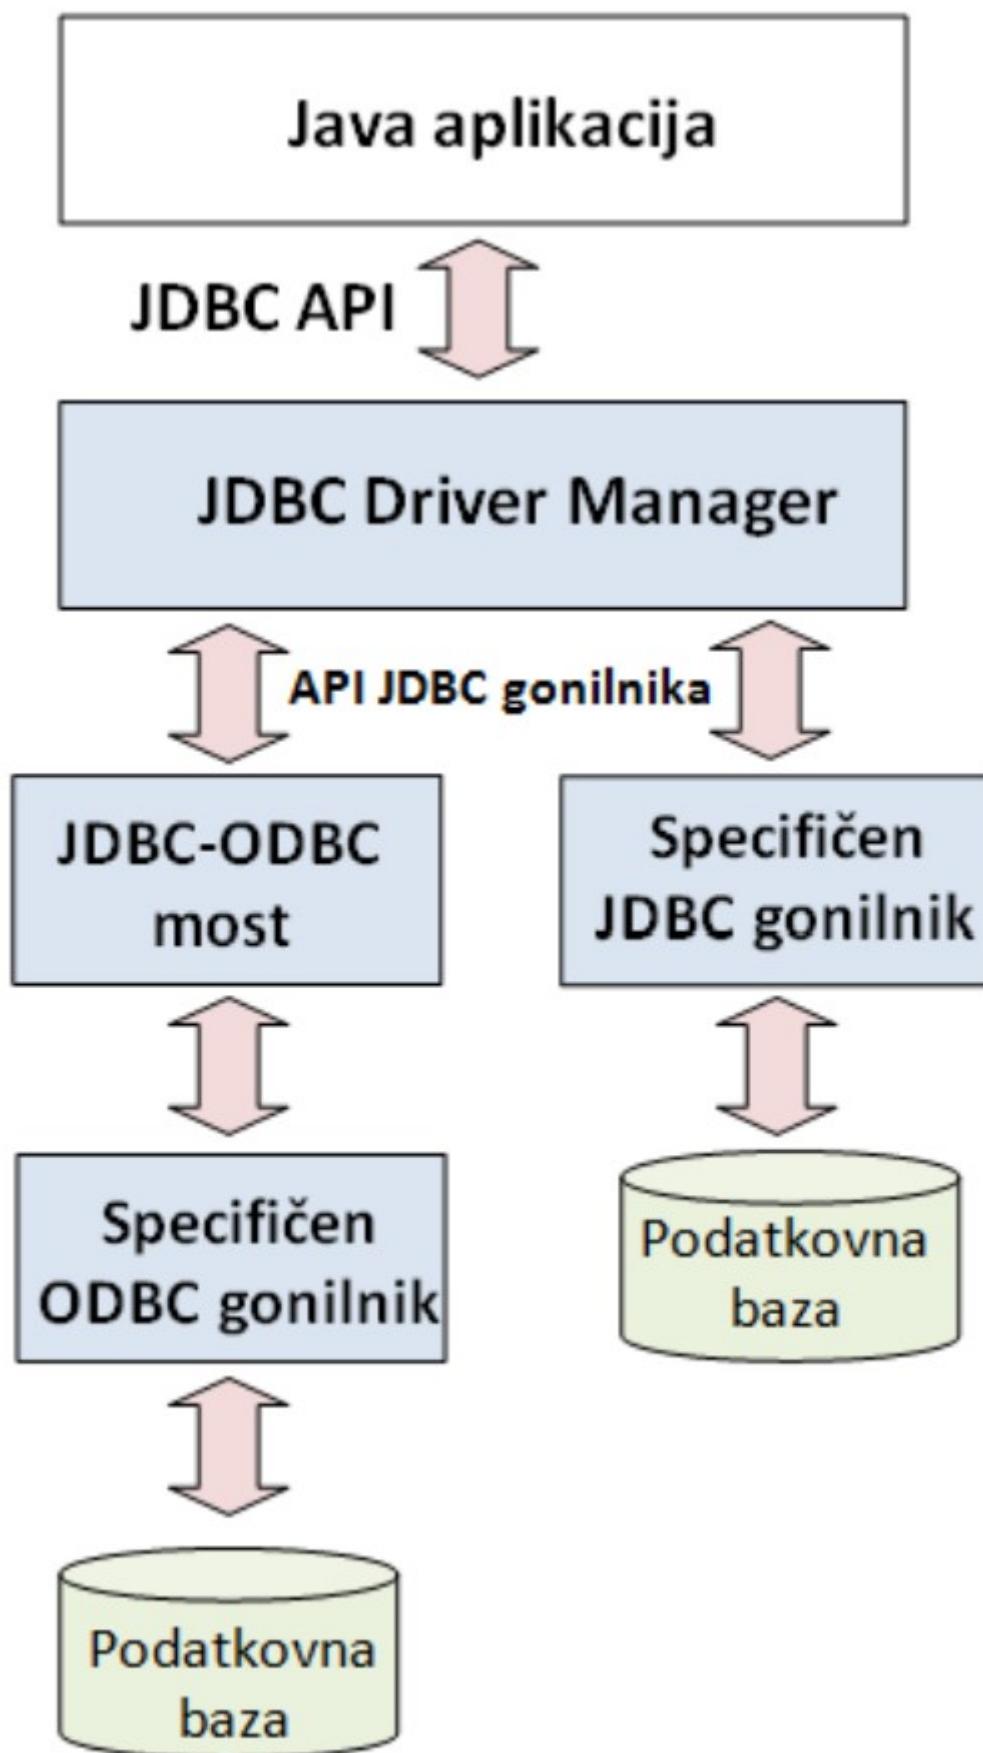 Java aplikacija
JDBC API
JDBC Driver Manager
API JDBC gonilnika
JDBC-ODBC
most
Specifičen
JDBC gonilnik
Specifičen
ODBC gonilnik
Podatkovna
baza
Podatkovna
baza